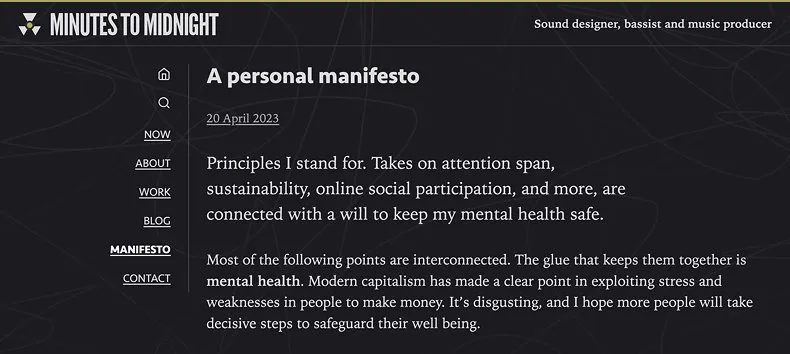 MINUTES TO MIDNIGHT
Sound designer, bassist and music producer
NOW
ABOUT
WORK
BLOG
MANIFESTO
CONTACT
A personal manifesto
20 April 2023
Principles I stand for. Takes on attention span,
sustainability, online social participation, and more, are
connected with a will to keep my mental health safe.
Most of the following points are interconnected. The glue that keeps them together is
mental health. Modern capitalism has made a clear point in exploiting stress and
weaknesses in people to make money. It’s disgusting, and I hope more people will take
decisive steps to safeguard their well being.